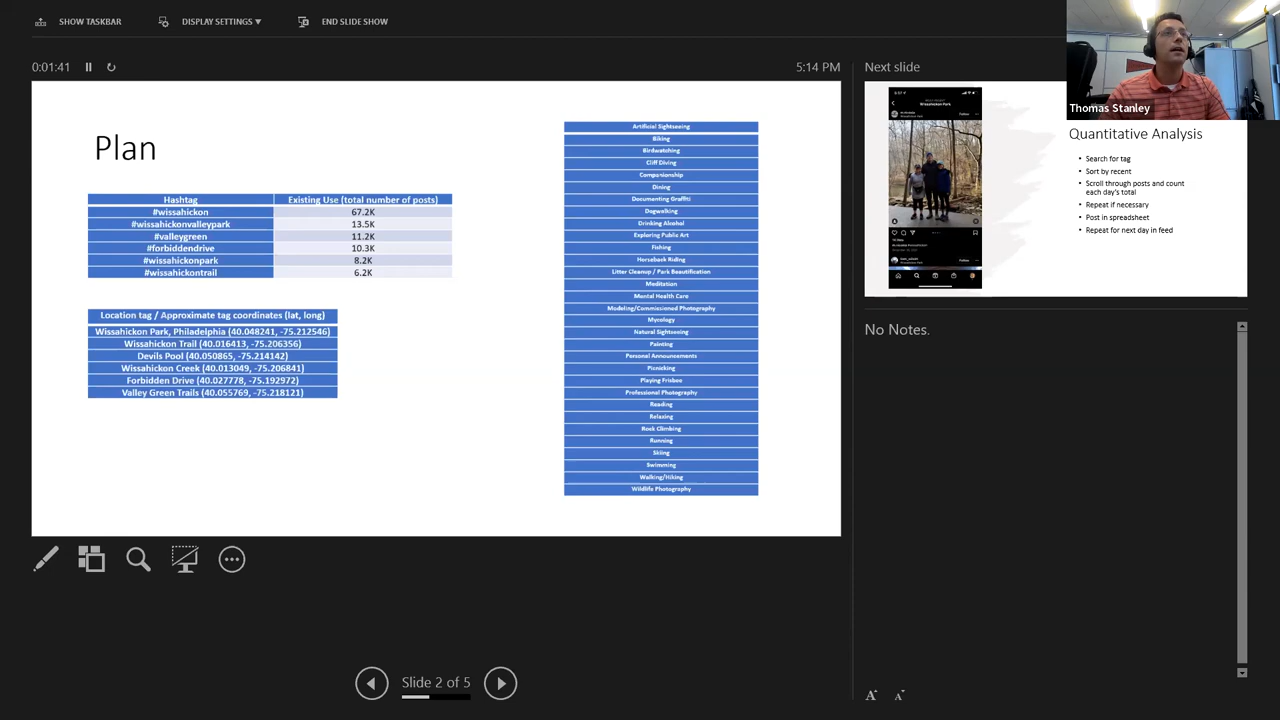 SHOW TASKBAR
DISPLAY SETTINGS ▼
END SLIDE SHOW
0:01:41
5:14 PM
Plan
Hashtag Existing Use (total number of posts)
#wissahickon 67.2K
#wissahickonvalleypark 13.5K
#valleygreen 11.2K
#forbiddendrive 10.3K
#wissahickonpark 8.2K
#wissahickontrail 6.2K
Location tag / Approximate tag coordinates (lat, long)
Wissahickon Park, Philadelphia (40.048241, -75.212546)
Wissahickon Trail (40.016413, -75.206356)
Devils Pool (40.050865, -75.214142)
Wissahickon Creek (40.013049, -75.206841)
Forbidden Drive (40.027778, -75.192972)
Valley Green Trails (40.055769, -75.218121)
Artificial Sightseeing
Biking
Birdwatching
Cliff Diving
Companionship
Dining
Documenting Graffiti
Dogwalking
Drinking Alcohol
Exploring Public Art
Fishing
Horseback Riding
Litter Cleanup / Park Beautification
Meditation
Mental Health Care
Modeling/Commissioned Photography
Mycology
Natural Sightseeing
Painting
Personal Announcements
Picnicking
Playing Frisbee
Professional Photography
Reading
Relaxing
Rock Climbing
Running
Skiing
Swimming
Walking/Hiking
Wildlife Photography
Slide 2 of 5
Next slide
Thomas Stanley
Wissahickon Park
Quantitative Analysis
• Search for tag
• Sort by recent
• Scroll through posts and count
each day's total
• Repeat if necessary
• Post in spreadsheet
• Repeat for next day in feed
No Notes.
A A